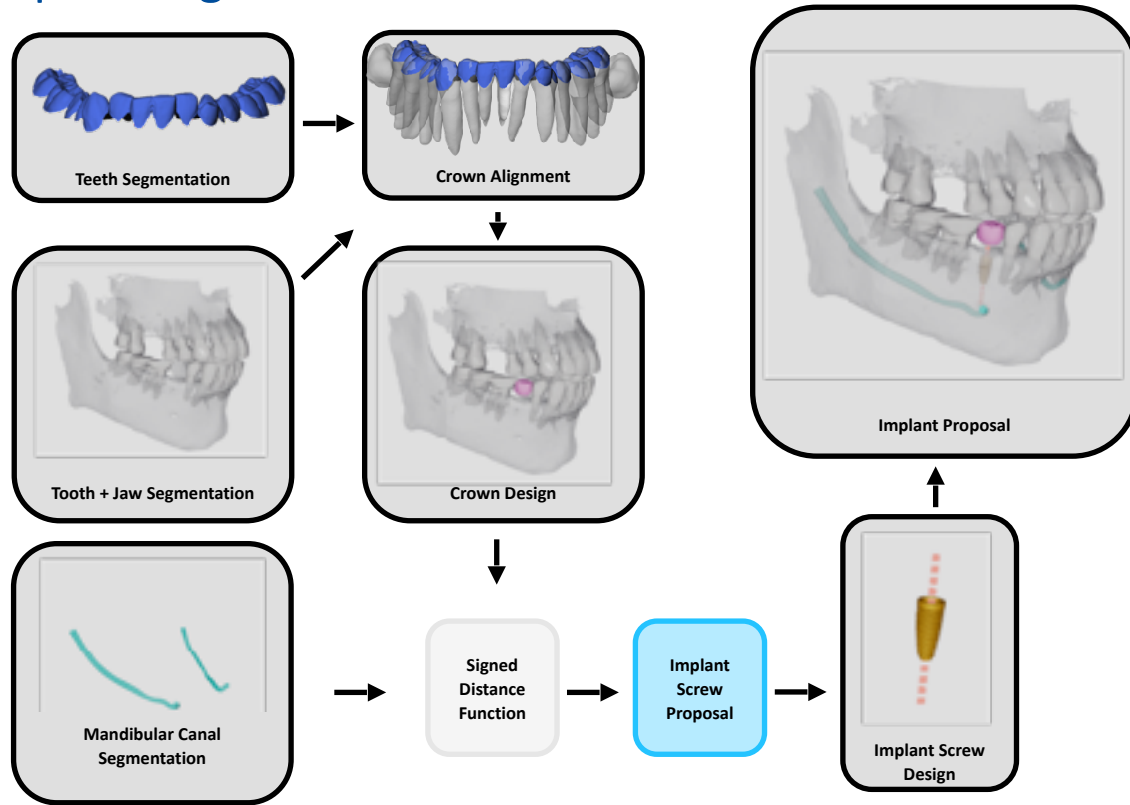 Teeth Segmentation
Crown Alignment
Tooth + Jaw Segmentation
Crown Design
Implant Proposal
Mandibular Canal
Segmentation
Signed
Distance
Function
Implant
Screw
Proposal
Implant Screw
Design